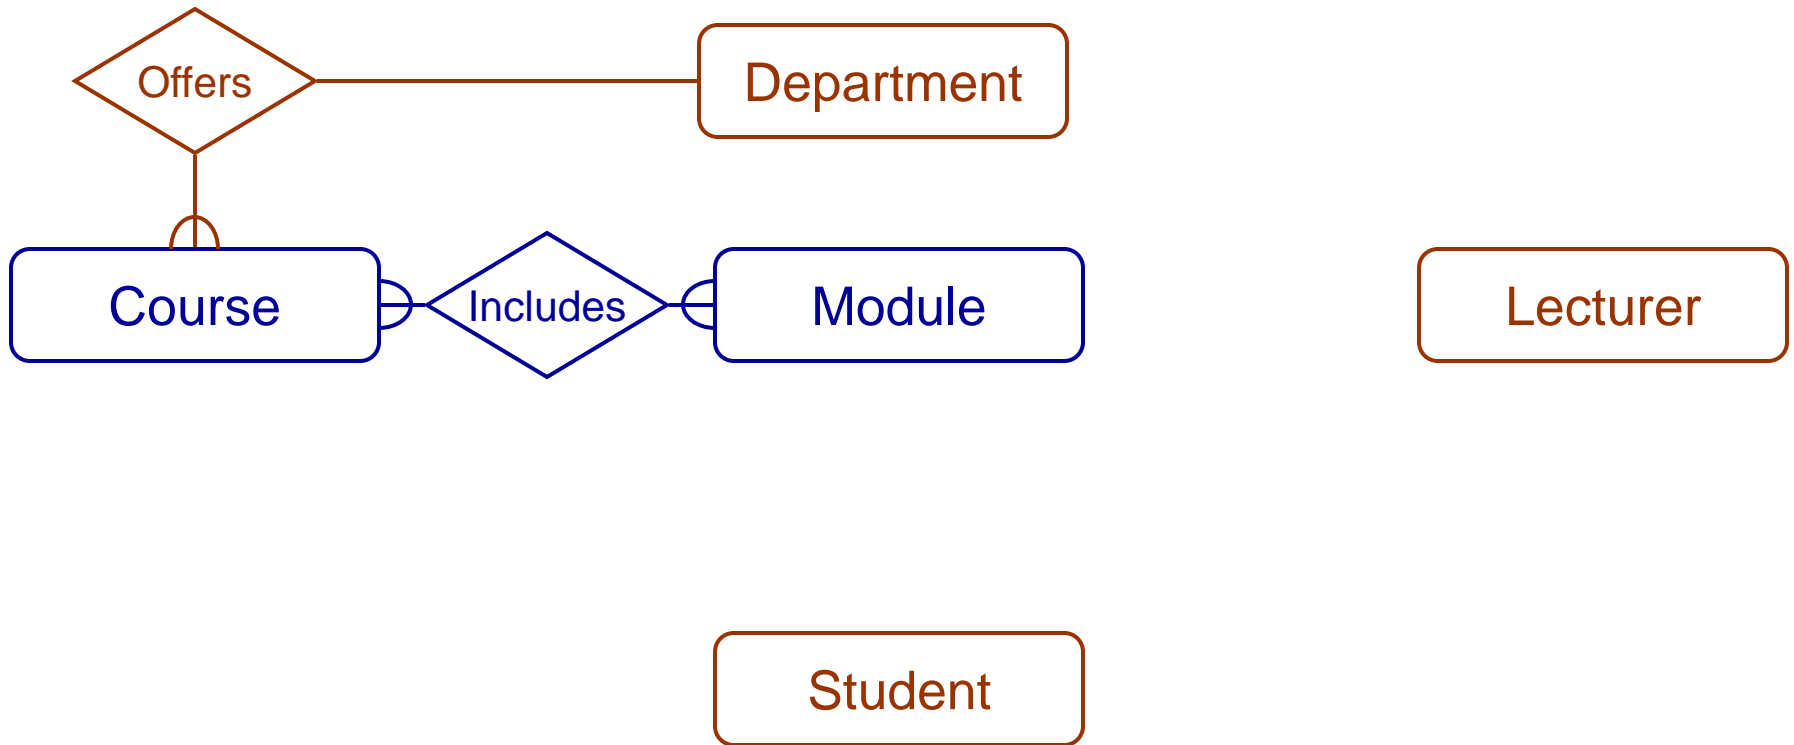 Offers
Department
Course
Includes
Module
Lecturer
Student